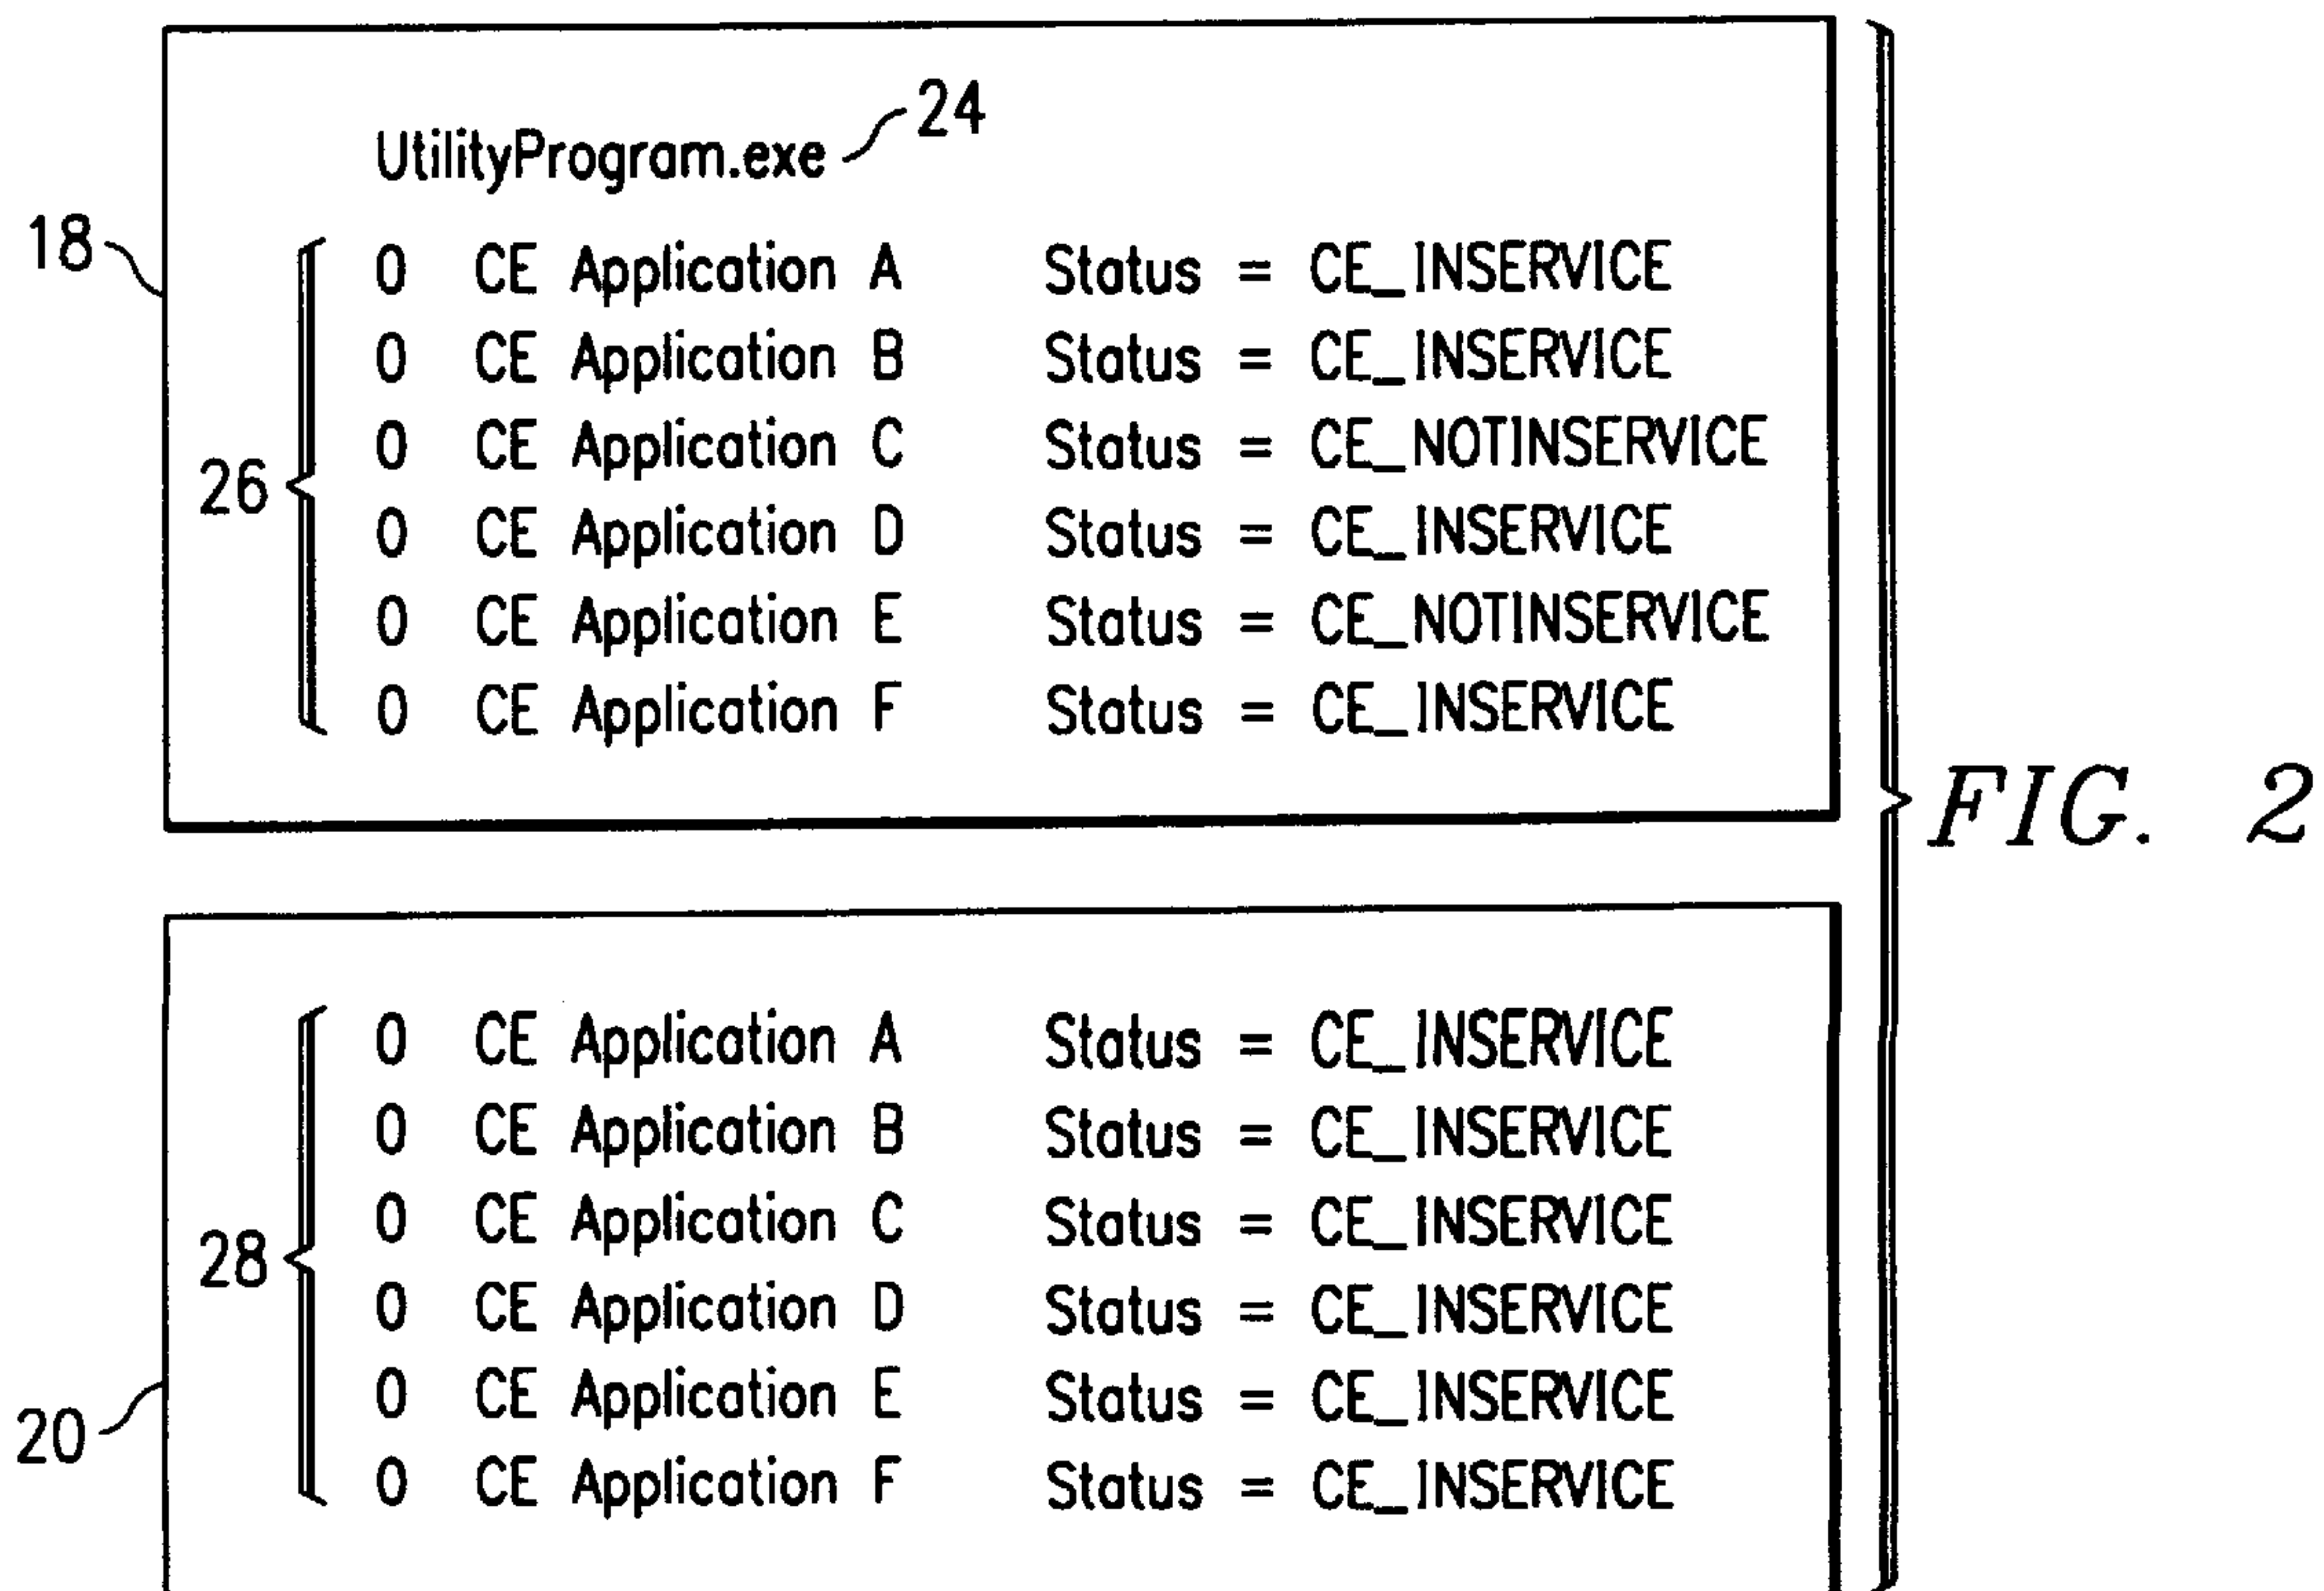 24
UtilityProgram.exe
18
0 CE Application A Status = CE_INSERVICE
0 CE Application B Status = CE_INSERVICE
0 CE Application C Status = CE_NOTINSERVICE
26
0 CE Application D Status = CE_INSERVICE
0 CE Application E Status = CE_NOTINSERVICE
0 CE Application F Status = CE_INSERVICE
FIG. 2
0 CE Application A Status = CE_INSERVICE
0 CE Application B Status = CE_INSERVICE
0 CE Application C Status = CE_INSERVICE
28
0 CE Application D Status = CE_INSERVICE
0 CE Application E Status = CE_INSERVICE
20
0 CE Application F Status = CE_INSERVICE